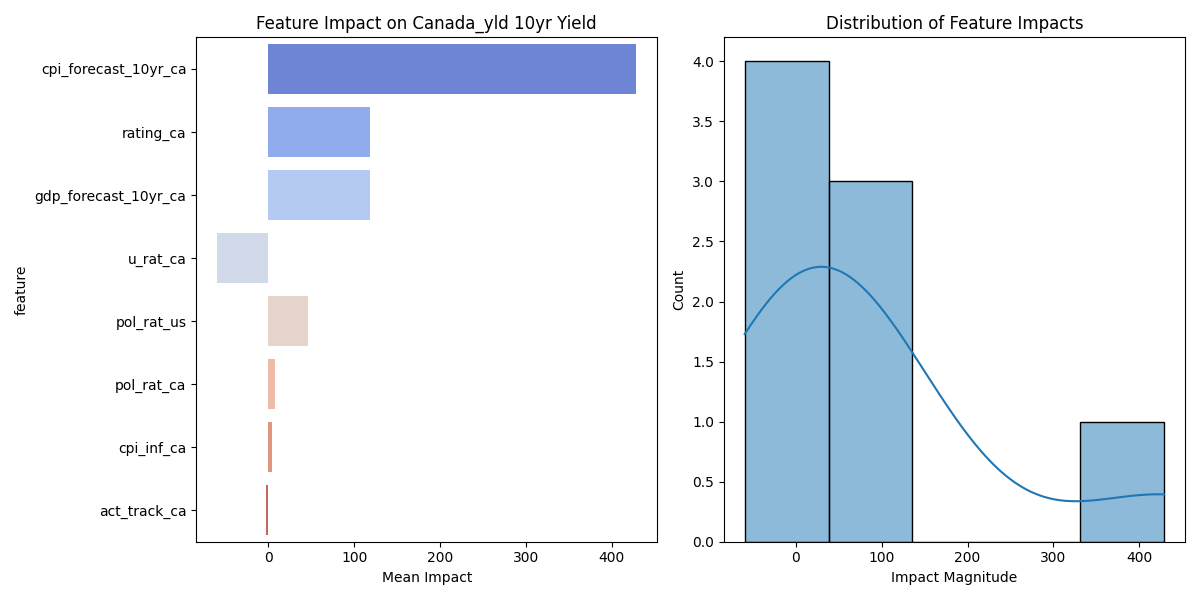 Feature Impact on Canada_yld 10yr Yield
feature
cpi_forecast_10yr_ca
rating_ca
gdp_forecast_10yr_ca
u_rat_ca
pol_rat_us
pol_rat_ca
cpi_inf_ca
act_track_ca
0 100 200 300 400
Mean Impact
Distribution of Feature Impacts
Count
4.0
3.5
3.0
2.5
2.0
1.5
1.0
0.5
0.0
0 100 200 300 400
Impact Magnitude